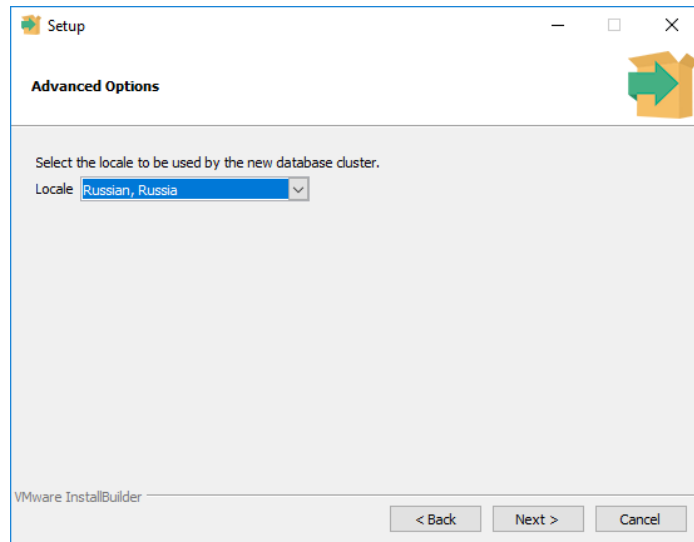 Setup
Advanced Options
Select the locale to be used by the new database cluster.
Locale Russian, Russia
VMware InstallBuilder
< Back Next > Cancel